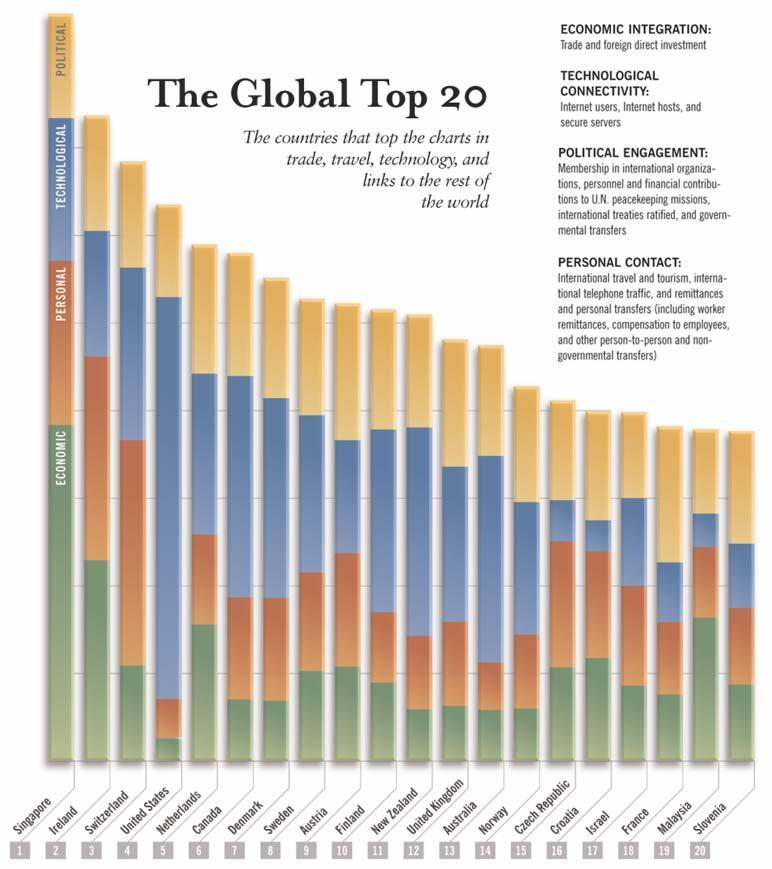 The Global Top 20
The countries that top the charts in
trade, travel, technology, and
links to the rest of
the world
ECONOMIC INTEGRATION:
Trade and foreign direct investment
TECHNOLOGICAL
CONNECTIVITY:
Internet users, Internet hosts, and
secure servers
POLITICAL ENGAGEMENT:
Membership in international organiza-
tions, personnel and financial contribu-
tions to U.N. peacekeeping missions,
international treaties ratified, and govern-
mental transfers
PERSONAL CONTACT:
International travel and tourism, interna-
tional telephone traffic, and remittances
and personal transfers (including worker
remittances, compensation to employees,
and other person-to-person and non-
governmental transfers)
POLITICAL
TECHNOLOGICAL
PERSONAL
ECONOMIC
Singapore
Ireland
Switzerland
United States
Netherlands
Canada
Denmark
Sweden
Austria
Finland
New Zealand
United Kingdom
Australia
Norway
Czech Republic
Croatia
Israel
France
Malaysia
Slovenia
1 2 3 4 5 6 7 8 9 10 11 12 13 14 15 16 17 18 19 20